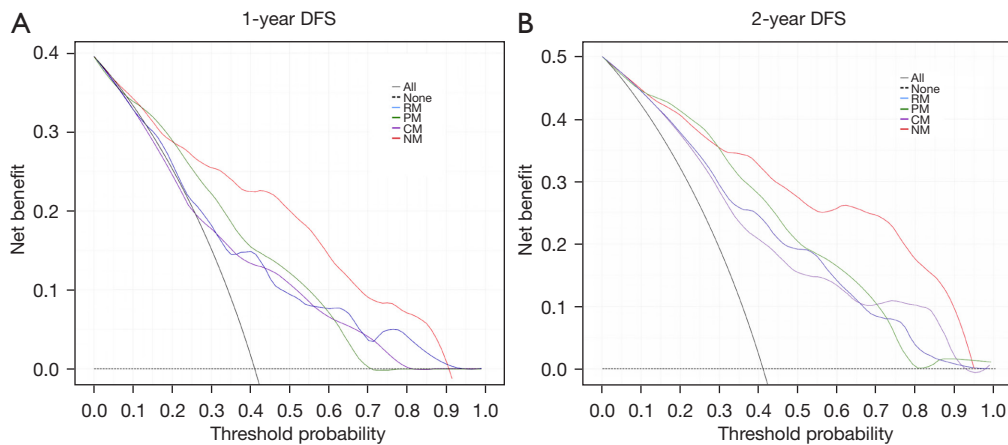 A
1-year DFS
Net benefit
0.4
0.3
0.2
0.1
0.0
All
None
RM
PM
CM
NM
0.0 0.1 0.2 0.3 0.4 0.5 0.6 0.7 0.8 0.9 1.0
Threshold probability
B
2-year DFS
Net benefit
0.5
0.4
0.3
0.2
0.1
0.0
All
None
RM
PM
CM
NM
0.0 0.1 0.2 0.3 0.4 0.5 0.6 0.7 0.8 0.9 1.0
Threshold probability